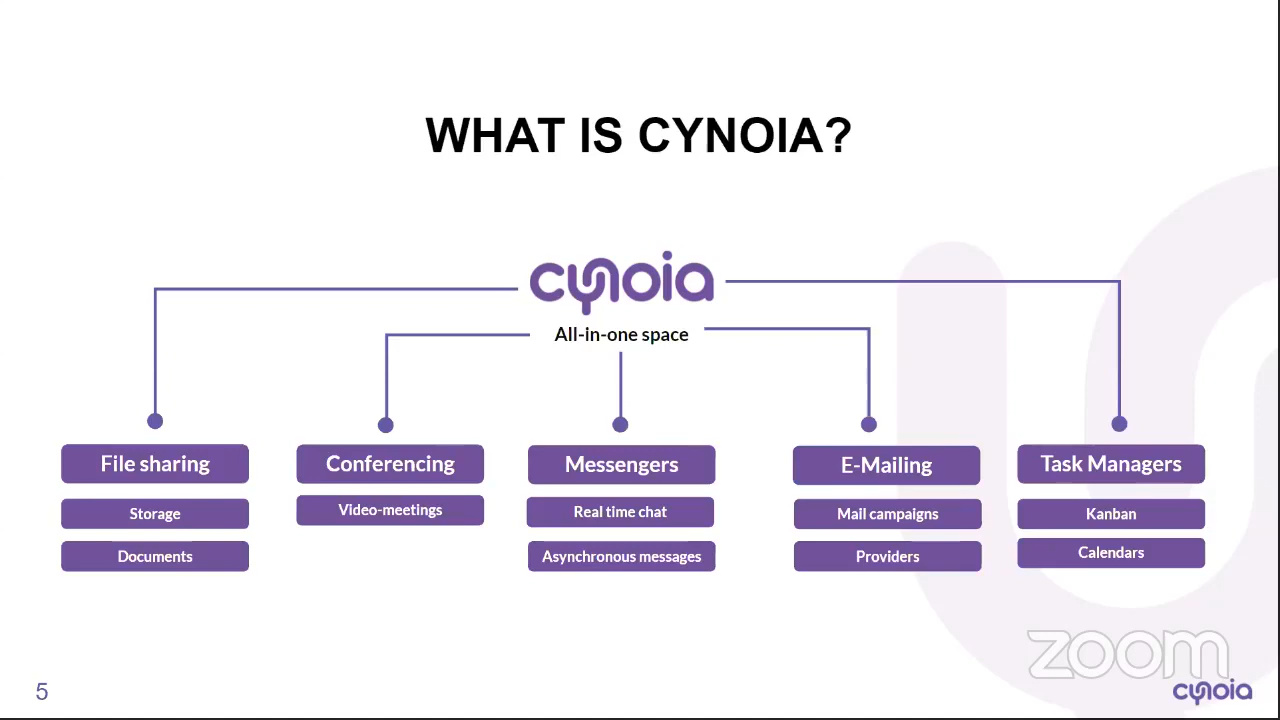 WHAT IS CYNOIA?
cynoia
All-in-one space
File sharing
Storage
Documents
Conferencing
Video-meetings
Messengers
Real time chat
Asynchronous messages
E-Mailing
Mail campaigns
Providers
Task Managers
Kanban
Calendars
zoom
cynoia
5